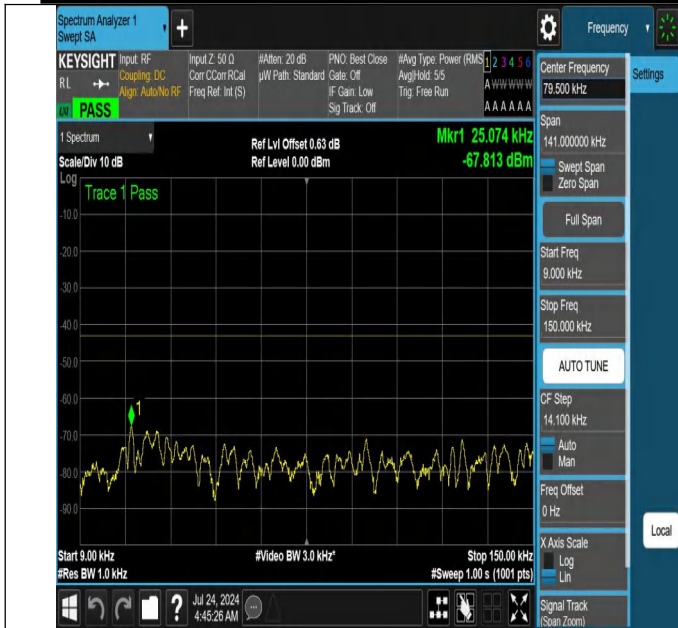 Spectrum Analyzer 1
Swept SA
+
Frequency
KEYSIGHT
RL
PASS
Input: RF
Coupling: DC
Align: Auto/No RF
Input Z: 50 Ω
Corr CCorr RCal
Freq Ref: Int (S)
#Atten: 20 dB
µW Path: Standard
PNO: Best Close
Gate: Off
IF Gain: Low
Sig Track: Off
#Avg Type: Power (RMS
Avg|Hold: 5/5
Trig: Free Run
1 2 3 4 5 6
A W W W W W
A A A A A A
Center Frequency
79.500 kHz
Settings
Span
141.000000 kHz
Swept Span
Zero Span
Full Span
Start Freq
9.000 kHz
Stop Freq
150.000 kHz
AUTO TUNE
CF Step
14.100 kHz
Auto
Man
Freq Offset
0 Hz
X Axis Scale
Log
Lin
Signal Track
(Span Zoom)
Local
1 Spectrum
Scale/Div 10 dB
Ref Lvl Offset 0.63 dB
Ref Level 0.00 dBm
Mkr1 25.074 kHz
-67.813 dBm
Log
Trace 1 Pass
-10.0
-20.0
-30.0
-40.0
-50.0
-60.0
-70.0
-80.0
-90.0
1
Start 9.00 kHz
#Video BW 3.0 kHz*
Stop 150.00 kHz
#Res BW 1.0 kHz
#Sweep 1.00 s (1001 pts)
?
Jul 24, 2024
4:45:26 AM